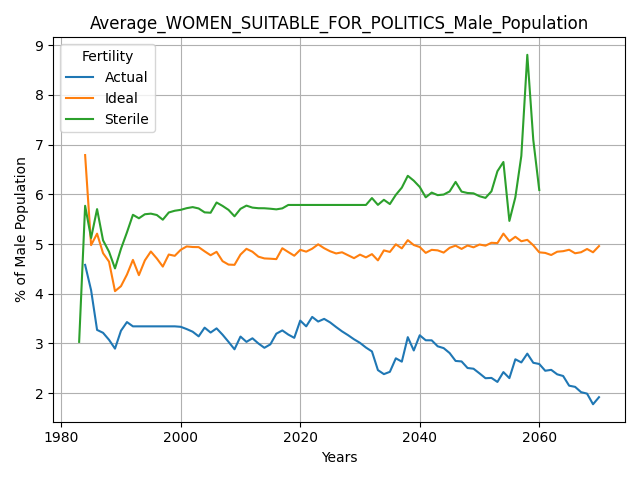 Average_WOMEN_SUITABLE_FOR_POLITICS_Male_Population
Fertility
Actual
Ideal
Sterile
% of Male Population
9
8
7
6
5
4
3
2
1980
2000
2020
2040
2060
Years